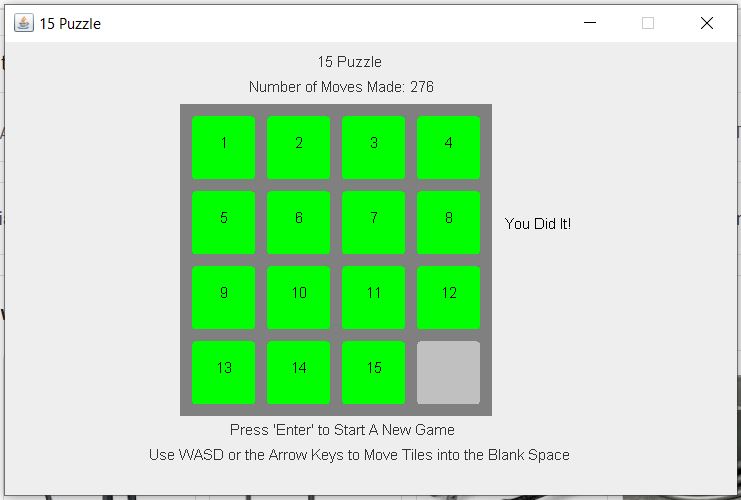 15 Puzzle
15 Puzzle
Number of Moves Made: 276
1 2 3 4
5 6 7 8
You Did It!
9 10 11 12
13 14 15
Press 'Enter' to Start A New Game
Use WASD or the Arrow Keys to Move Tiles into the Blank Space